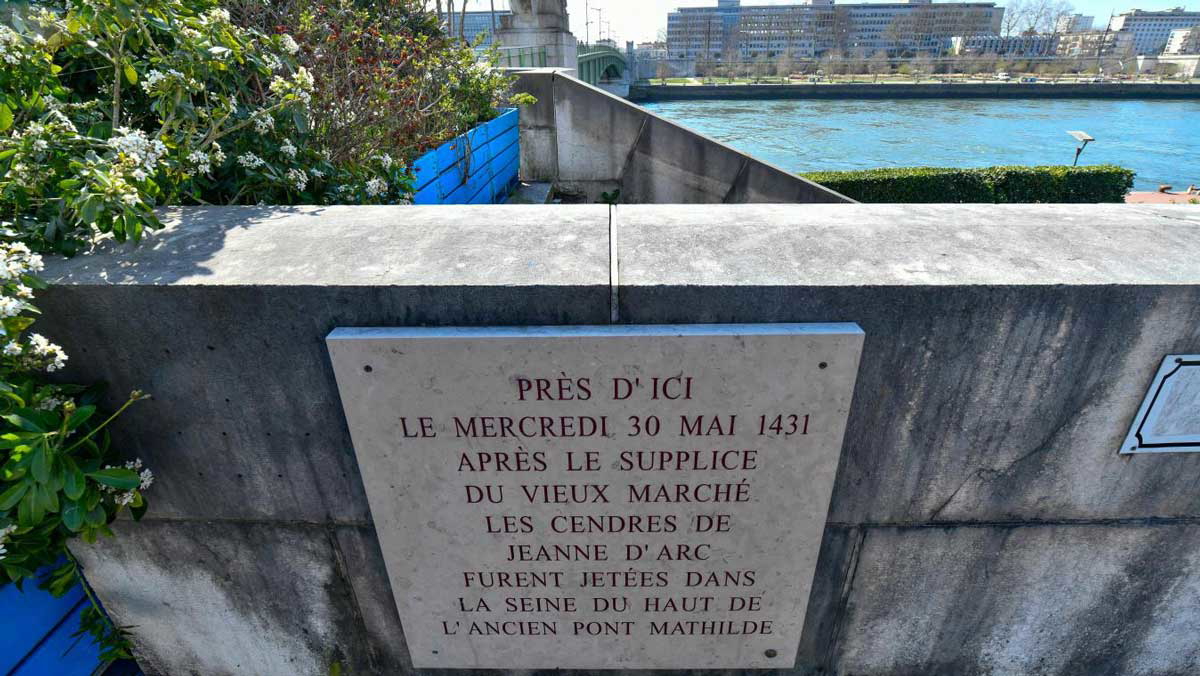 PRÈS D'ICI
LE MERCREDI 30 MAI 1431
APRÈS LE SUPPLICE
DU VIEUX MARCHÉ
LES CENDRES DE
JEANNE D'ARC
FURENT JETÉES DANS
LA SEINE DU HAUT DE
L'ANCIEN PONT MATHILDE